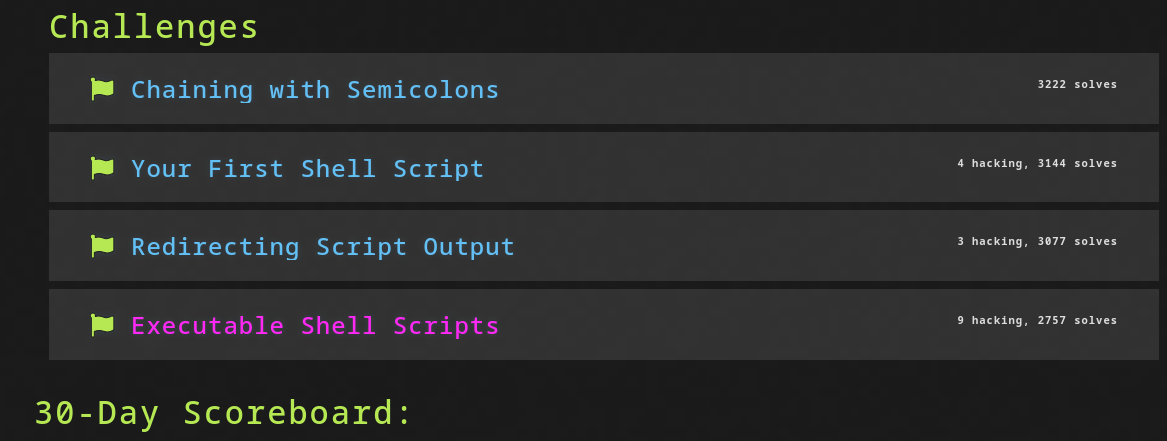 Challenges
Chaining with Semicolons 3222 solves
Your First Shell Script 4 hacking, 3144 solves
Redirecting Script Output 3 hacking, 3077 solves
Executable Shell Scripts 9 hacking, 2757 solves
30-Day Scoreboard: